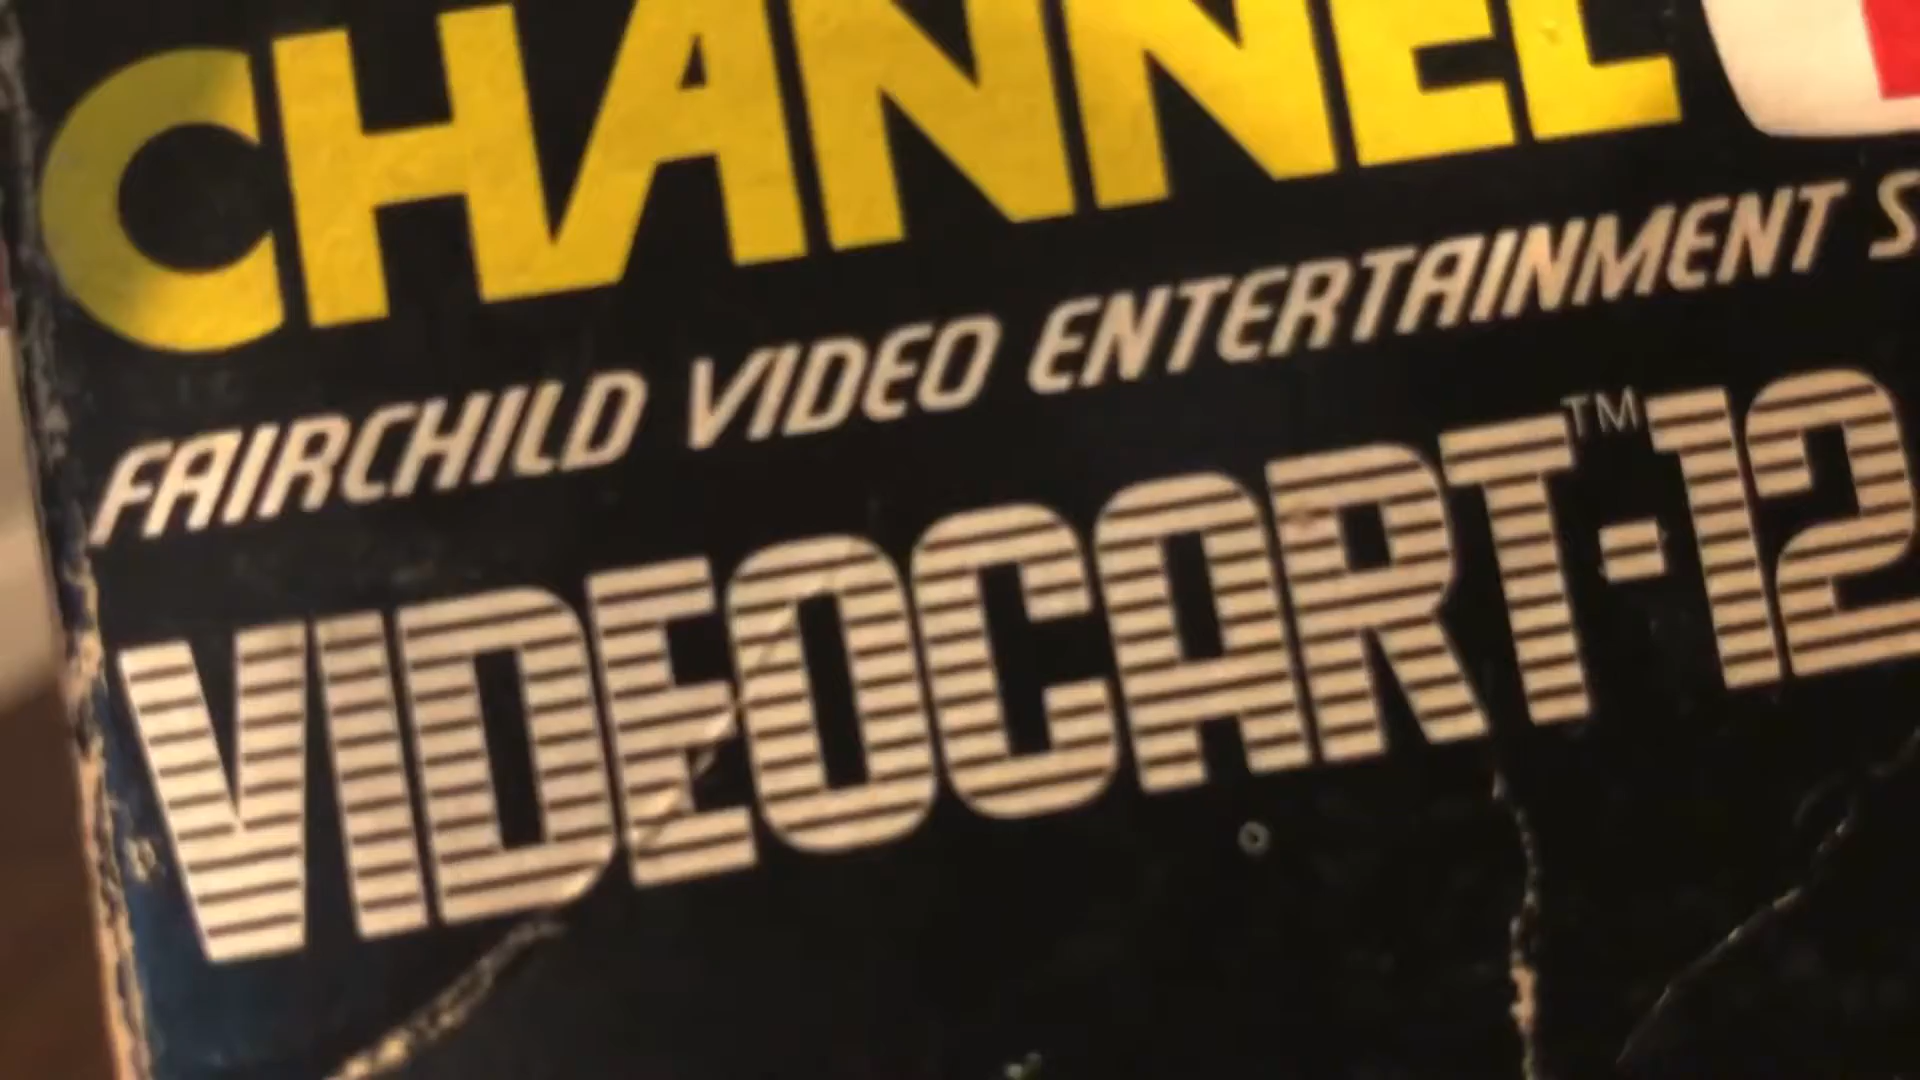 CHANNEL
FAIRCHILD VIDEO ENTERTAINMENT S
VIDEOCART™-12